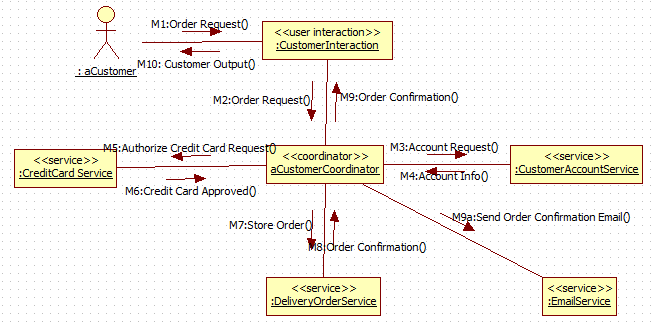 M1:Order Request()
<<user interaction>>
:CustomerInteraction
: aCustomer
M10: Customer Output()
M2:Order Request()
M9:Order Confirmation()
M5:Authorize Credit Card Request()
M3:Account Request()
<<service>>
:CreditCard Service
<<coordinator>>
aCustomerCoordinator
<<service>>
:CustomerAccountService
M4:Account Info()
M6:Credit Card Approved()
M9a:Send Order Confirmation Email()
M7:Store Order()
M8:Order Confirmation()
<<service>>
:DeliveryOrderService
<<service>>
:EmailService